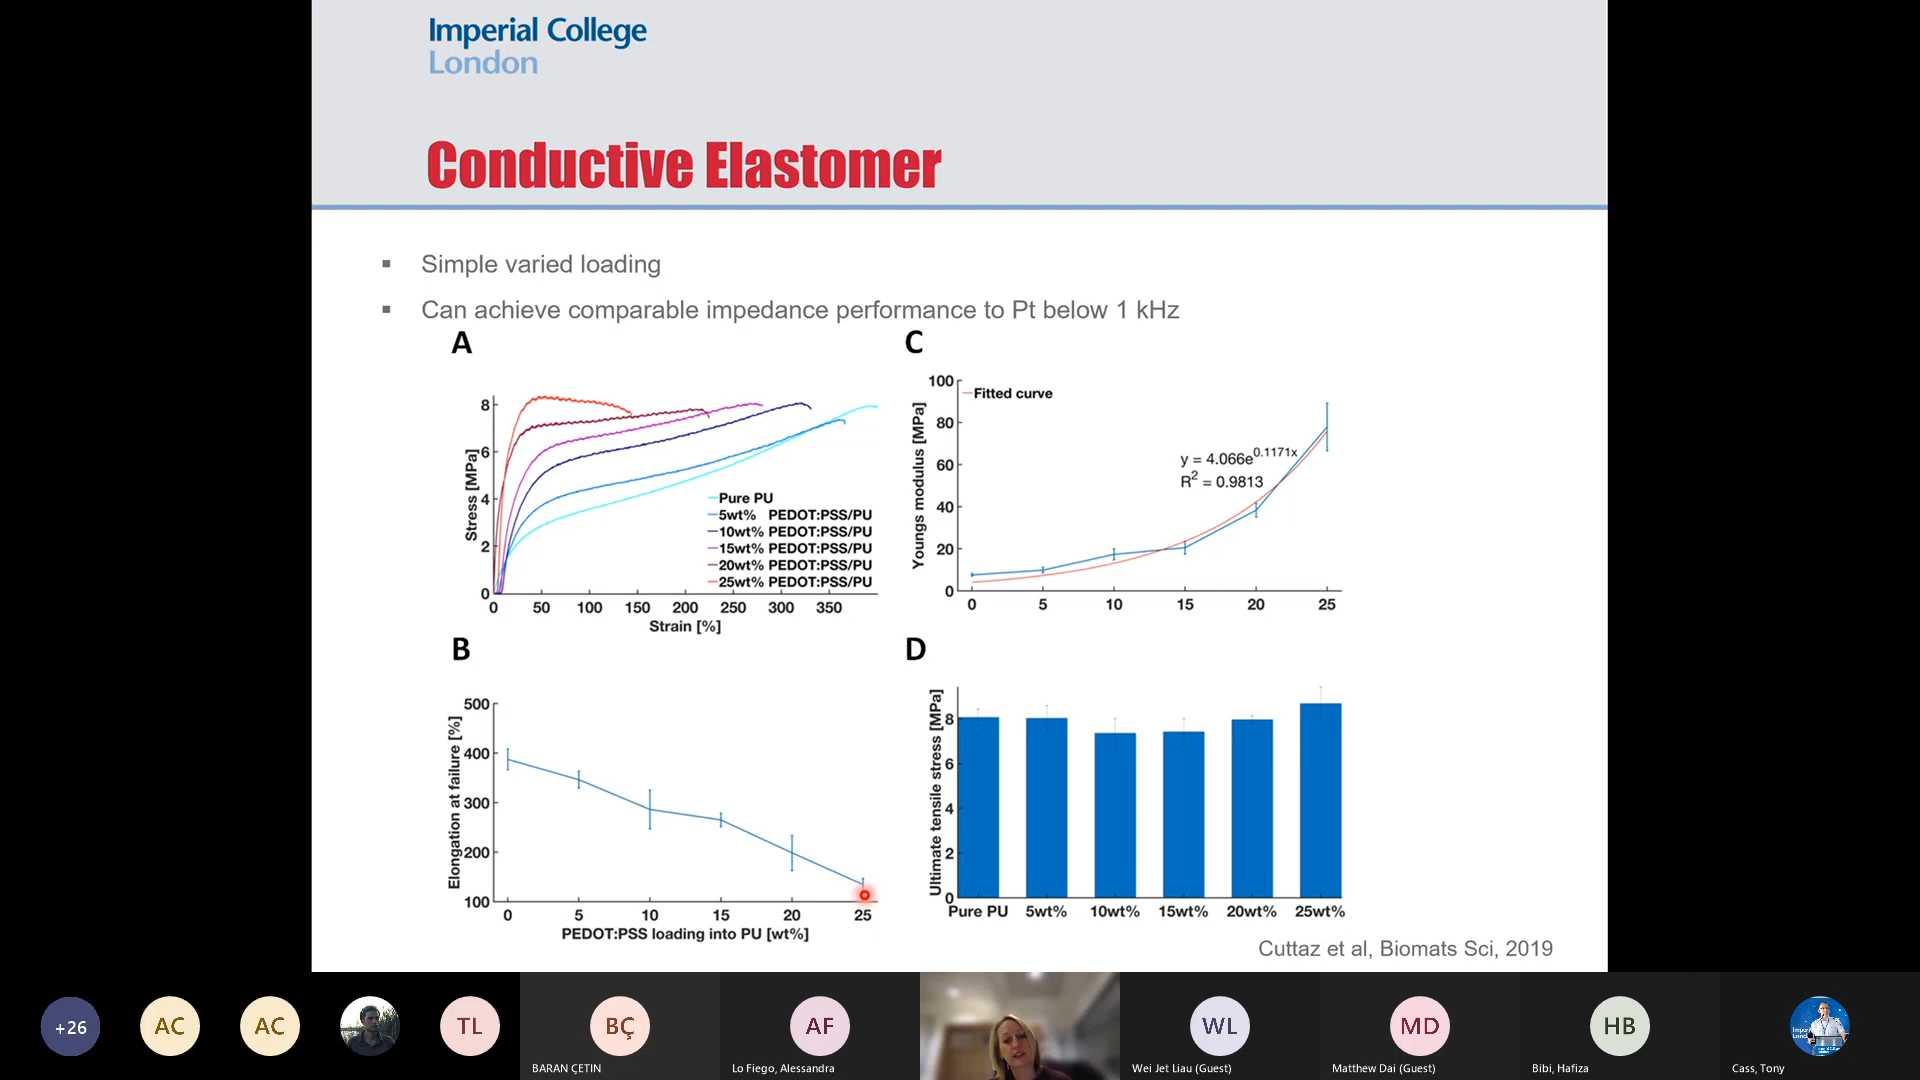 Imperial College
London
Conductive Elastomer
▪ Simple varied loading
▪ Can achieve comparable impedance performance to Pt below 1 kHz
A
8
6
4
2
0
Stress [MPa]
Pure PU
5wt% PEDOT:PSS/PU
10wt% PEDOT:PSS/PU
15wt% PEDOT:PSS/PU
20wt% PEDOT:PSS/PU
25wt% PEDOT:PSS/PU
0 50 100 150 200 250 300 350
Strain [%]
C
100
80
60
40
20
0
Youngs modulus [MPa]
Fitted curve
y = 4.066e^0.1171x
R² = 0.9813
0 5 10 15 20 25
B
500
400
300
200
100
Elongation at failure [%]
0 5 10 15 20 25
PEDOT:PSS loading into PU [wt%]
D
8
6
4
2
0
Ultimate tensile stress [MPa]
Pure PU 5wt% 10wt% 15wt% 20wt% 25wt%
Cuttaz et al, Biomats Sci, 2019
+26
AC
AC
TL
BÇ
BARAN ÇETIN
AF
Lo Fiego, Alessandra
WL
Wei Jet Liau (Guest)
MD
Matthew Dai (Guest)
HB
Bibi, Hafiza
Cass, Tony